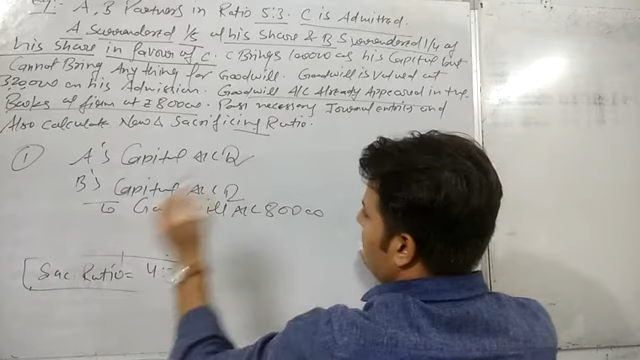 A, B Partners in Ratio 5:3. C is Admitted.
A Surrendered 1/5 of his Share & B Surrendered 1/4 of
his Share in favour of C. C Brings 100000 as his Capital but
Cannot Bring Any thing for Goodwill. Goodwill is Valued at
320000 on his Admission. Goodwill A/C Already Appeared in the
Books of firm at ₹ 80000. Pass necessary Journal entries and
Also Calculate New & Sacrificing Ratio.
① A's Capital A/C Dr
B's Capital A/C Dr
To A/C 80000
Sac. Ratio = 4: